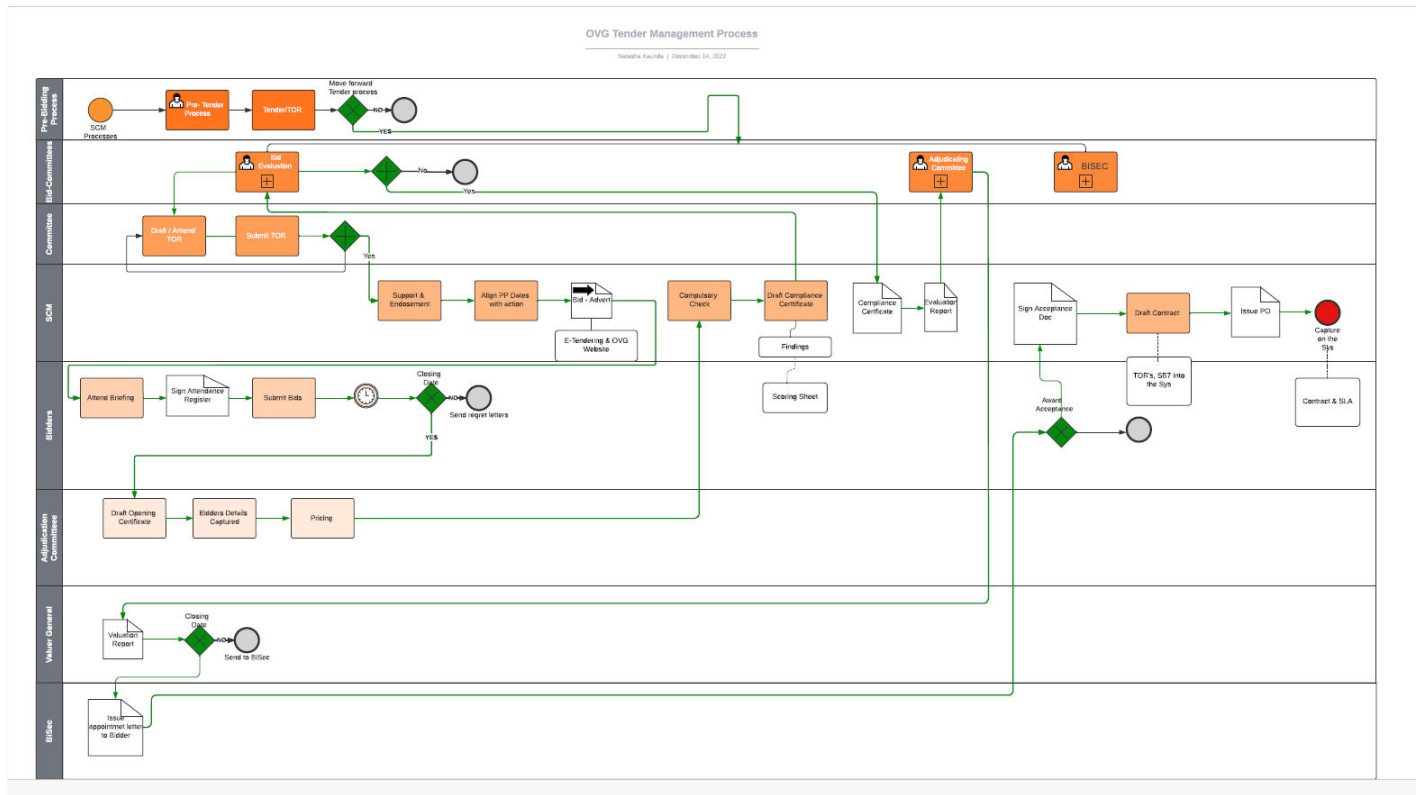 OVG Tender Management Process
Natasha Kaunda | December 14, 2022
Pre-Bidding
Process
SCM
Processes
Pre- Tender
Process
Tender/TOR
Move forward
Tender process
NO
YES
Bid-Committees
Bid
Evaluation
No
Yes
Adjudicating
Committee
BISEC
Committee
Draft / Amend
TOR
Submit TOR
Yes
SCM
Support &
Endosement
Align PP Dates
with action
Bid - Advert
E-Tendering & OVG
Website
Compulsory
Check
Draft Compliance
Certificate
Findings
Scoring Sheet
Compliance
Certficate
Evaluation
Report
Sign Acceptance
Doc
Draft Contract
TOR's, SB7 into
the Sys
Issue PO
Capture
on the
Sys
Contract & SLA
Bidders
Attend Briefing
Sign Attendance
Register
Submit Bids
Closing
Date
NO
Send regret letters
YES
Award
Acceptance
Adjudication
Committeee
Draft Opening
Certificate
Bidders Details
Captured
Pricing
Valuer General
Valuation
Report
Closing
Date
NO
Send to BISec
BiSec
Issue
appointmet letter
to Bidder